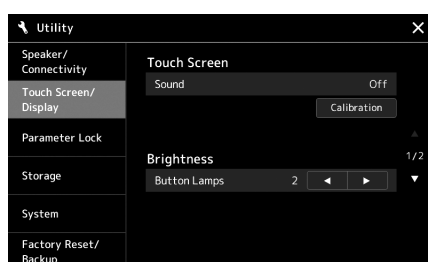 Utility
Speaker/
Connectivity
Touch Screen/
Display
Parameter Lock
Storage
System
Factory Reset/
Backup
Touch Screen
Sound Off
Calibration
Brightness
Button Lamps 2
1/2